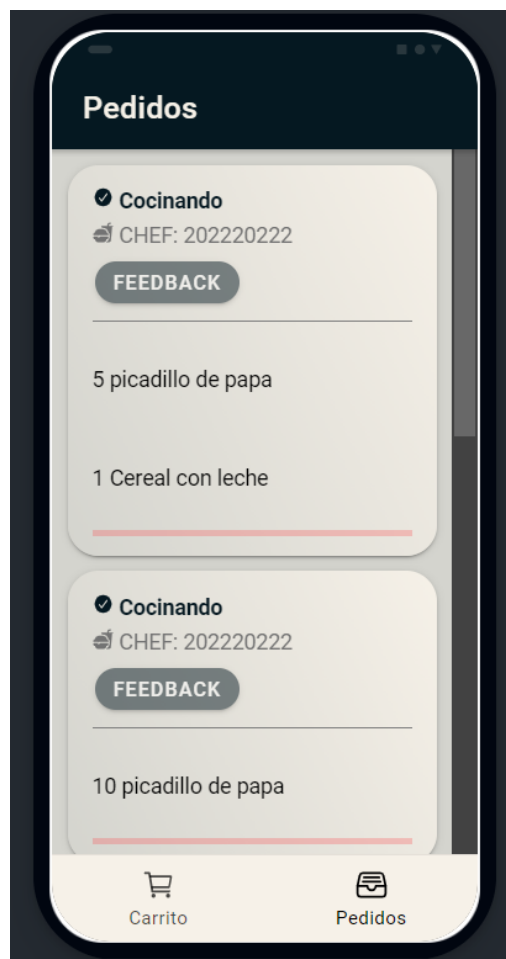 Pedidos
Cocinando
CHEF: 202220222
FEEDBACK
5 picadillo de papa
1 Cereal con leche
Cocinando
CHEF: 202220222
FEEDBACK
10 picadillo de papa
Carrito
Pedidos